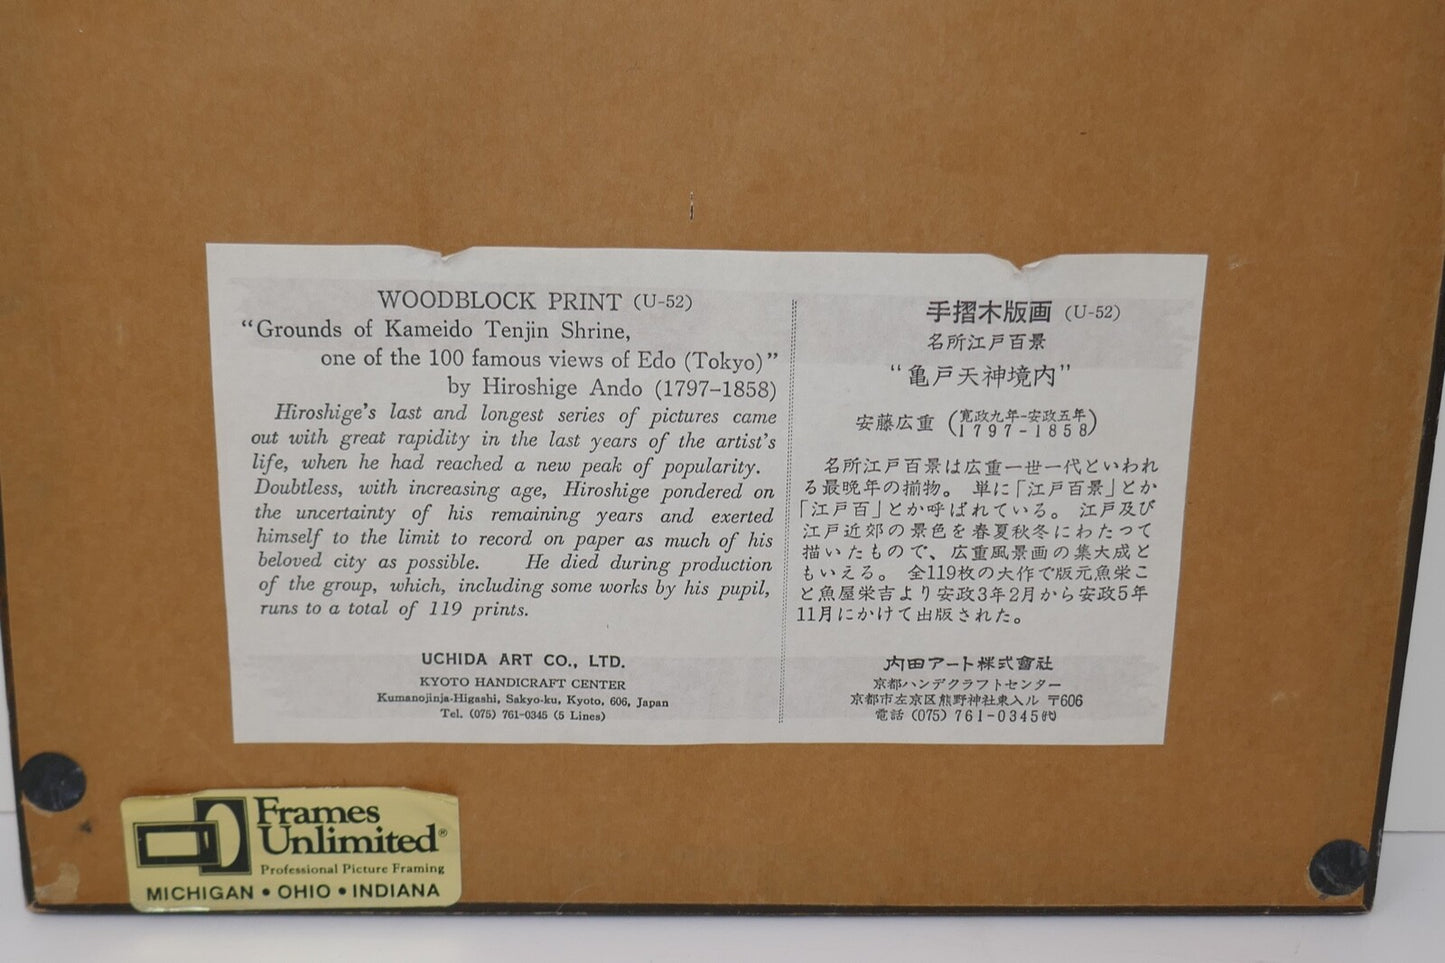 WOODBLOCK PRINT (U-52)
"Grounds of Kameido Tenjin Shrine,
one of the 100 famous views of Edo (Tokyo)"
by Hiroshige Ando (1797-1858)
Hiroshige's last and longest series of pictures came
out with great rapidity in the last years of the artist's
life, when he had reached a new peak of popularity.
Doubtless, with increasing age, Hiroshige pondered on
the uncertainty of his remaining years and exerted
himself to the limit to record on paper as much of his
beloved city as possible. He died during production
of the group, which, including some works by his pupil,
runs to a total of 119 prints.
UCHIDA ART CO., LTD.
KYOTO HANDICRAFT CENTER
Kumanojinja-Higashi, Sakyo-ku, Kyoto, 606, Japan
Tel. (075) 761-0345 (5 Lines)
手摺木版画 (U-52)
名所江戸百景
"亀戸天神境内"
安藤広重 (寛政九年-安政五年
1797-1858)
名所江戸百景は広重一世一代といわれ
る最晩年の揃物。単に「江戸百景」とか
「江戸百」とか呼ばれている。江戸及び
江戸近郊の景色を春夏秋冬にわたつて
描いたもので、広重風景画の集大成と
もいえる。全119枚の大作で版元魚栄こ
と魚屋栄吉より安政3年2月から安政5年
11月にかけて出版された。
内田アート株式會社
京都ハンデクラフトセンター
京都市左京区熊野神社東入ル 〒606
電話 (075) 761-0345㈹
Frames
Unlimited®
Professional Picture Framing
MICHIGAN • OHIO • INDIANA